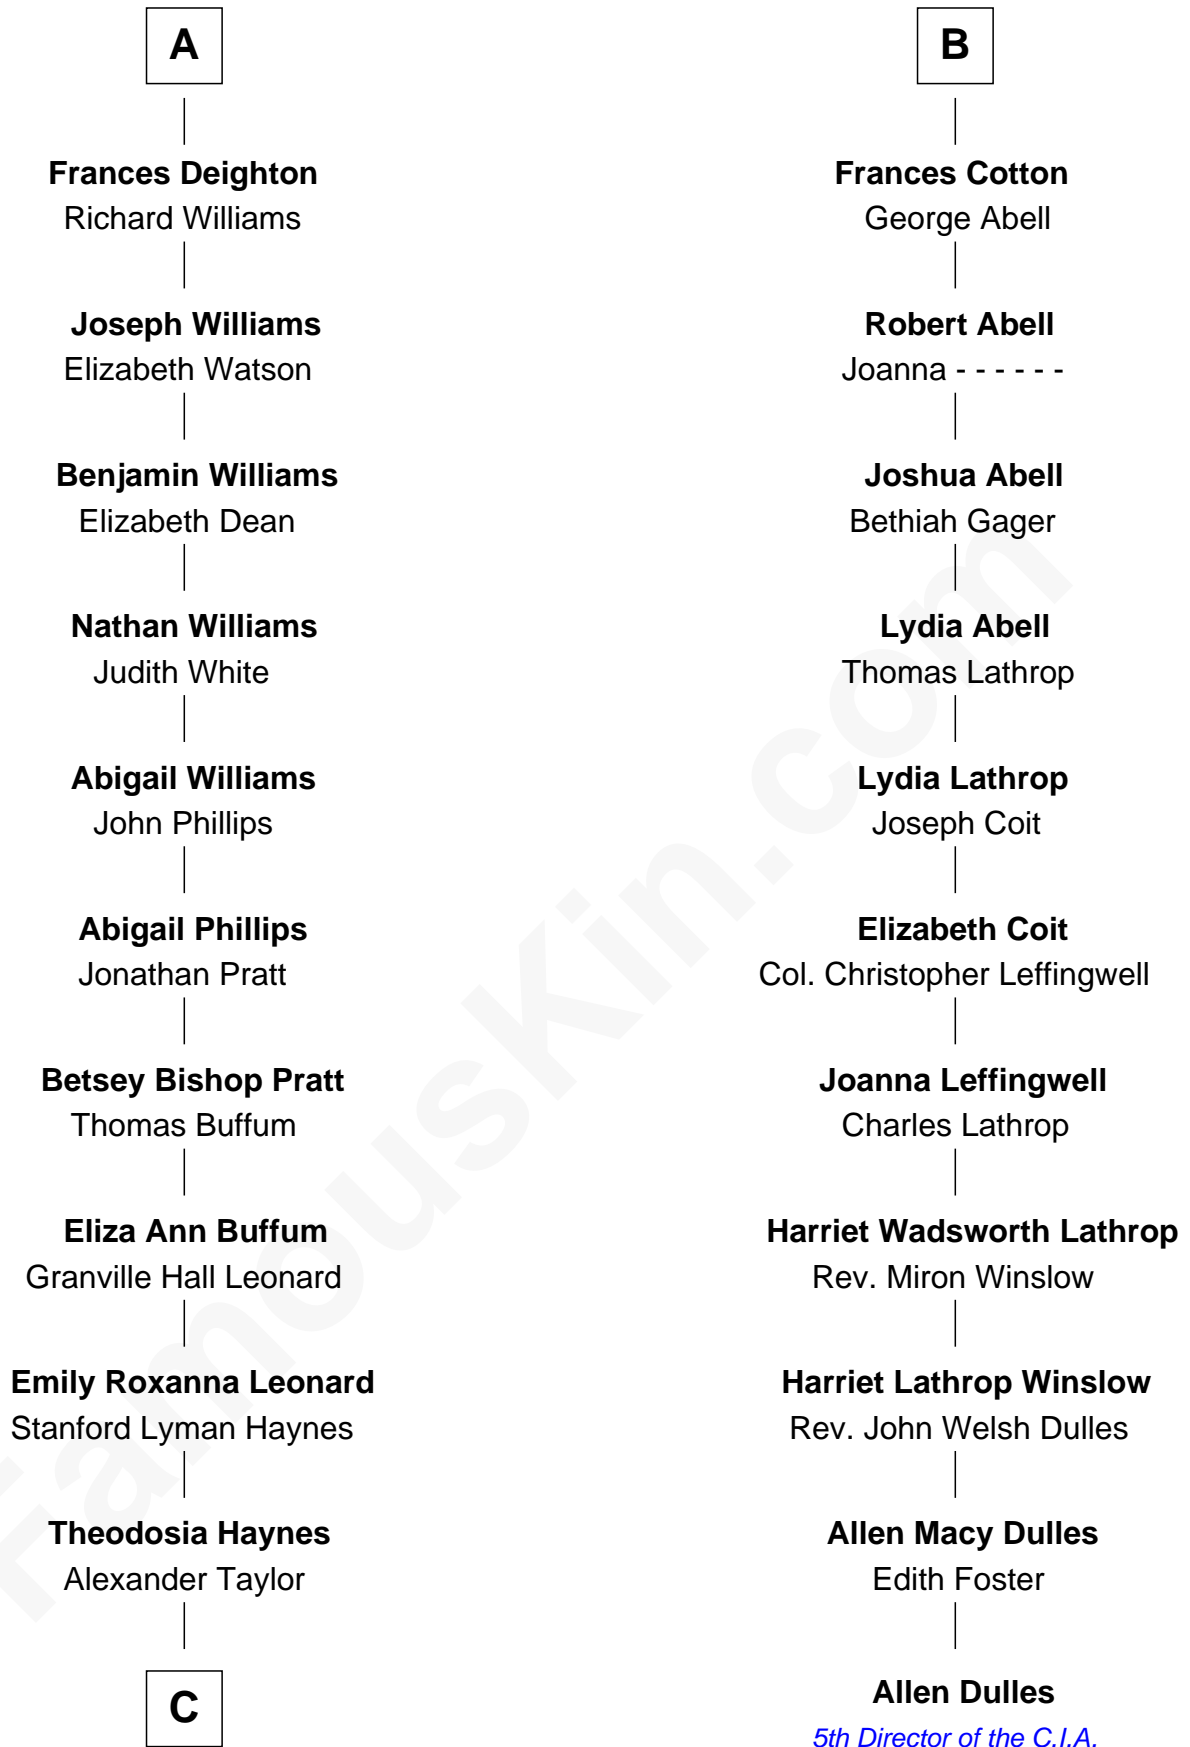 A
Frances Deighton
Richard Williams
Joseph Williams
Elizabeth Watson
Benjamin Williams
Elizabeth Dean
Nathan Williams
Judith White
Abigail Williams
John Phillips
Abigail Phillips
Jonathan Pratt
Betsey Bishop Pratt
Thomas Buffum
Eliza Ann Buffum
Granville Hall Leonard
Emily Roxanna Leonard
Stanford Lyman Haynes
Theodosia Haynes
Alexander Taylor
C
B
Frances Cotton
George Abell
Robert Abell
Joanna - - - - - -
Joshua Abell
Bethiah Gager
Lydia Abell
Thomas Lathrop
Lydia Lathrop
Joseph Coit
Elizabeth Coit
Col. Christopher Leffingwell
Joanna Leffingwell
Charles Lathrop
Harriet Wadsworth Lathrop
Rev. Miron Winslow
Harriet Lathrop Winslow
Rev. John Welsh Dulles
Allen Macy Dulles
Edith Foster
Allen Dulles
5th Director of the C.I.A.
FamousKin.com